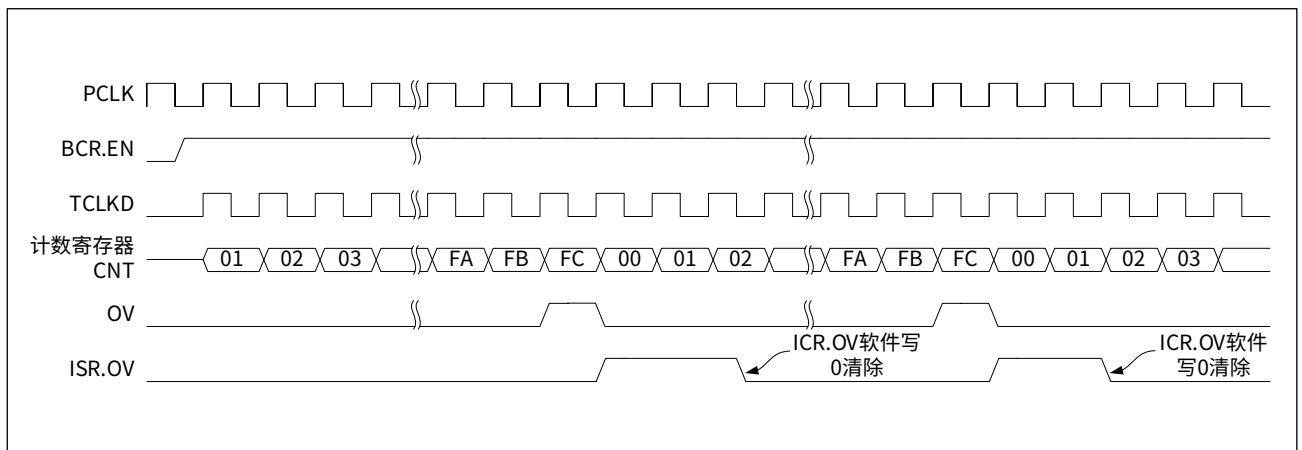 PCLK
BCR.EN
TCLKD
计数寄存器
CNT
01 02 03 FA FB FC 00 01 02 FA FB FC 00 01 02 03
OV
ISR.OV
ICR.OV软件写
0清除
ICR.OV软件
写0清除